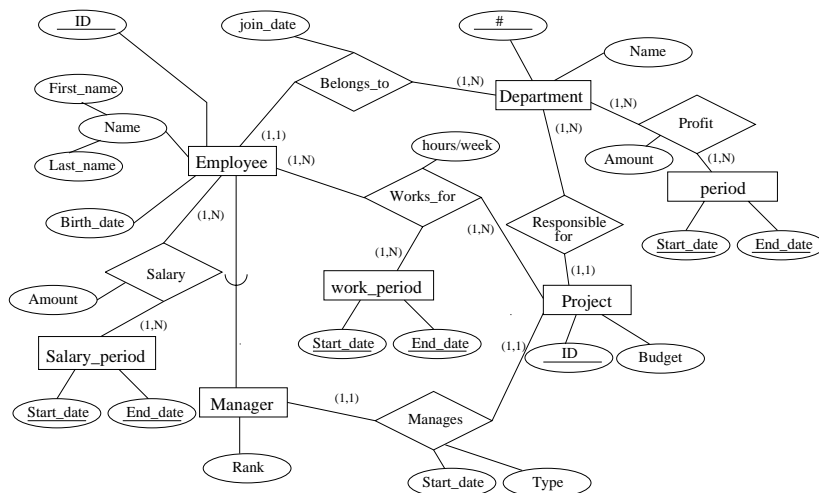 ID
join_date
#
Name
First_name
Belongs_to
(1,N)
Department
(1,N)
Name
(1,1)
Profit
Last_name
Employee
(1,N)
hours/week
(1,N)
Amount
(1,N)
period
Birth_date
(1,N)
Works_for
Responsible
for
(1,N)
Start_date
End_date
Salary
(1,N)
(1,1)
Amount
work_period
Project
(1,N)
Start_date
End_date
(1,1)
ID
Budget
Salary_period
Start_date
End_date
Manager
(1,1)
Manages
Rank
Start_date
Type